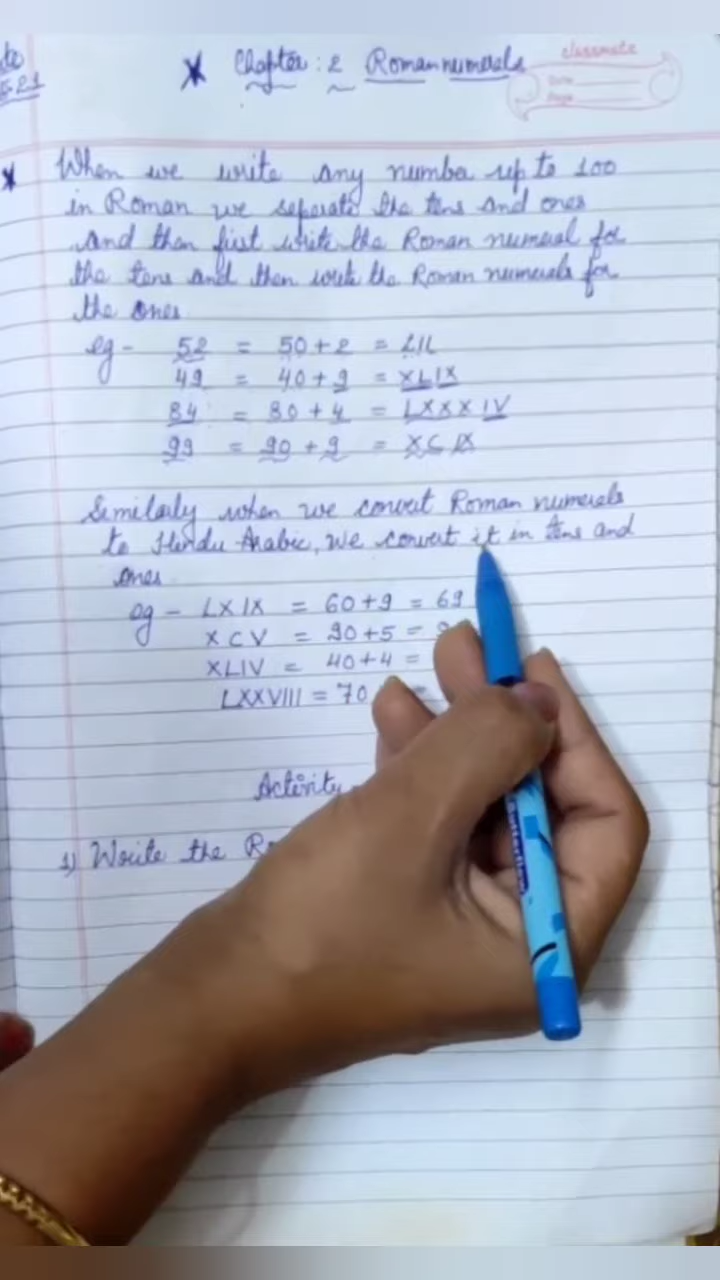 * Chapter : 2 Roman numerals
classmate
Date
Page
* When we write any number up to 100
in Roman we seperate the tens and ones
and then first write the Roman numeral for
the tens and then write the Roman numerals for
the ones
eg - 52 = 50 + 2 = LII
49 = 40 + 9 = XLIX
84 = 80 + 4 = LXXXIV
99 = 90 + 9 = XCIX
Similarly when we convert Roman numerals
to Hindu Arabic, we convert it in tens and
ones
eg - LXIX = 60 + 9 = 69
XCV = 90 + 5 =
XLIV = 40 + 4 =
LXXVIII = 70 =
Activity -
1) Write the